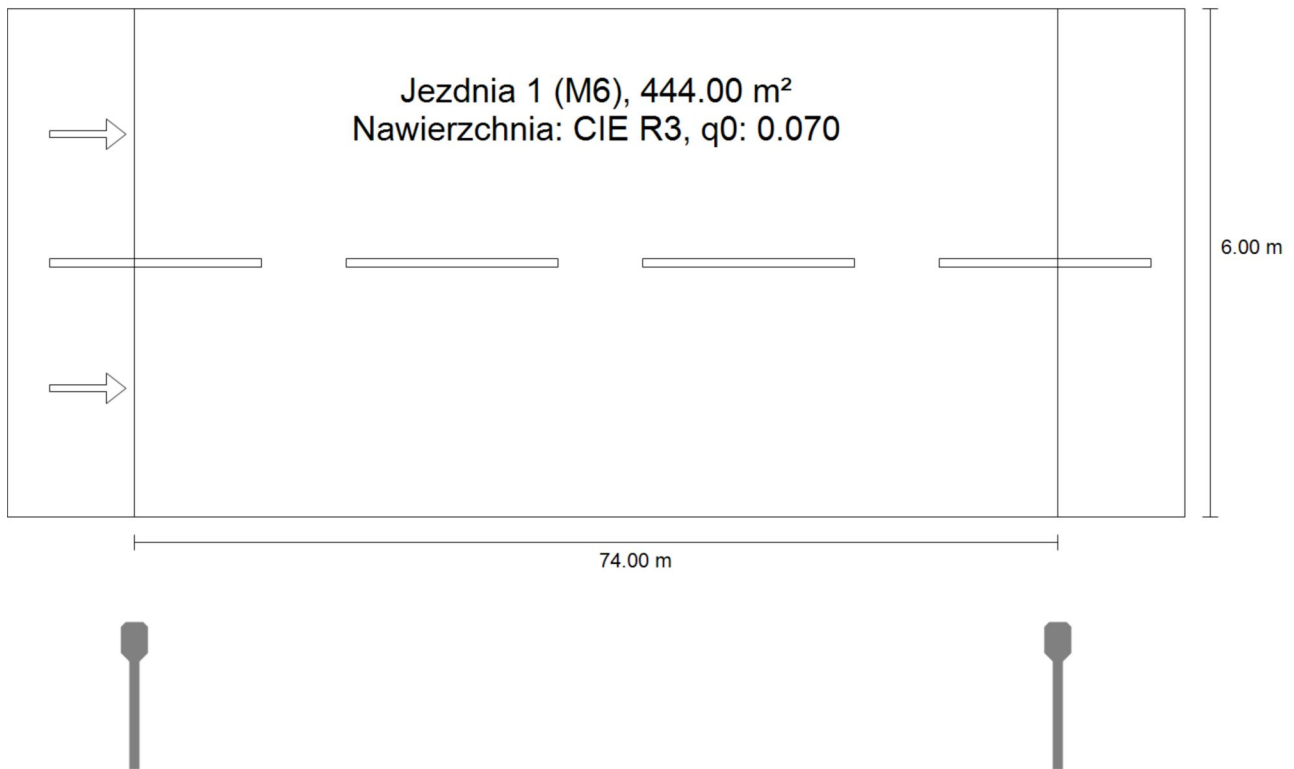 Jezdnia 1 (M6), 444.00 m²
Nawierzchnia: CIE R3, q0: 0.070
6.00 m
74.00 m